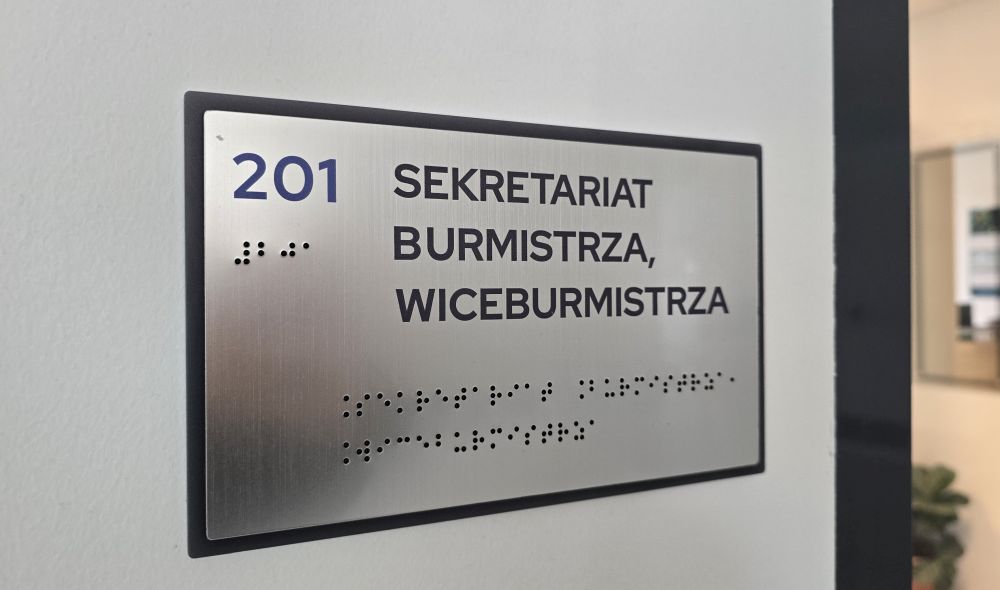 201 SEKRETARIAT
BURMISTRZA,
WICEBURMISTRZA